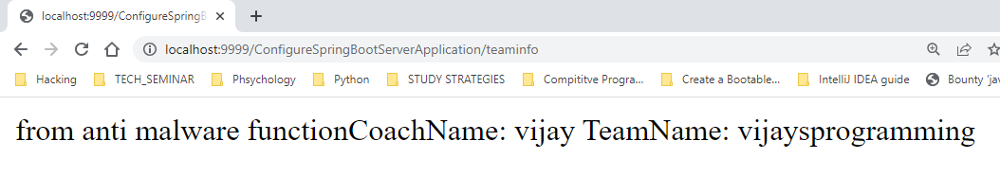 localhost:9999/ConfigureSpringB
localhost:9999/ConfigureSpringBootServerApplication/teaminfo
Hacking TECH_SEMINAR Phsychology Python STUDY STRATEGIES Compititve Progra... Create a Bootable... IntelliJ IDEA guide Bounty 'jav
from anti malware functionCoachName: vijay TeamName: vijaysprogramming